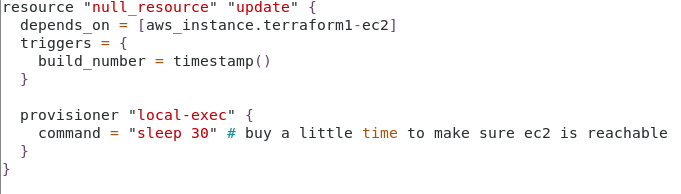 resource "null_resource" "update" {
  depends_on = [aws_instance.terraform1-ec2]
  triggers = {
    build_number = timestamp()
  }

  provisioner "local-exec" {
    command = "sleep 30" # buy a little time to make sure ec2 is reachable
  }
}